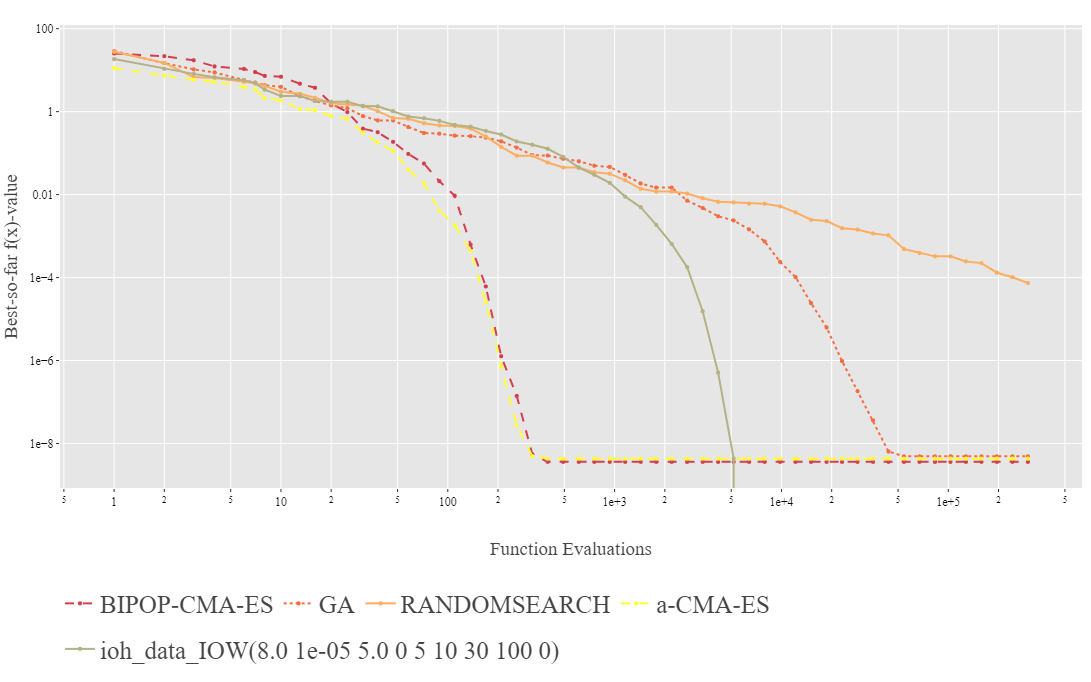 100
1
0.01
1e−4
1e−6
1e−8
Best-so-far f(x)-value
5 1 2 5 10 2 5 100 2 5 1e+3 2 5 1e+4 2 5 1e+5 2 5
Function Evaluations
BIPOP-CMA-ES GA RANDOMSEARCH a-CMA-ES
ioh_data_IOW(8.0 1e-05 5.0 0 5 10 30 100 0)